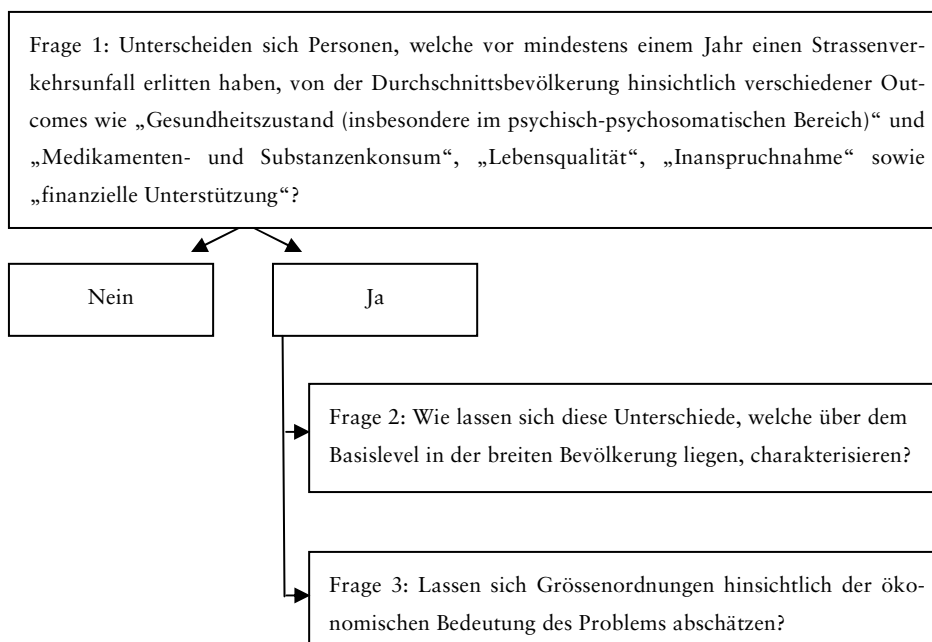 Frage 1: Unterscheiden sich Personen, welche vor mindestens einem Jahr einen Strassenver-
kehrsunfall erlitten haben, von der Durchschnittsbevölkerung hinsichtlich verschiedener Out-
comes wie „Gesundheitszustand (insbesondere im psychisch-psychosomatischen Bereich)“ und
„Medikamenten- und Substanzenkonsum“, „Lebensqualität“, „Inanspruchnahme“ sowie
„finanzielle Unterstützung“?
Nein
Ja
Frage 2: Wie lassen sich diese Unterschiede, welche über dem
Basislevel in der breiten Bevölkerung liegen, charakterisieren?
Frage 3: Lassen sich Grössenordnungen hinsichtlich der öko-
nomischen Bedeutung des Problems abschätzen?